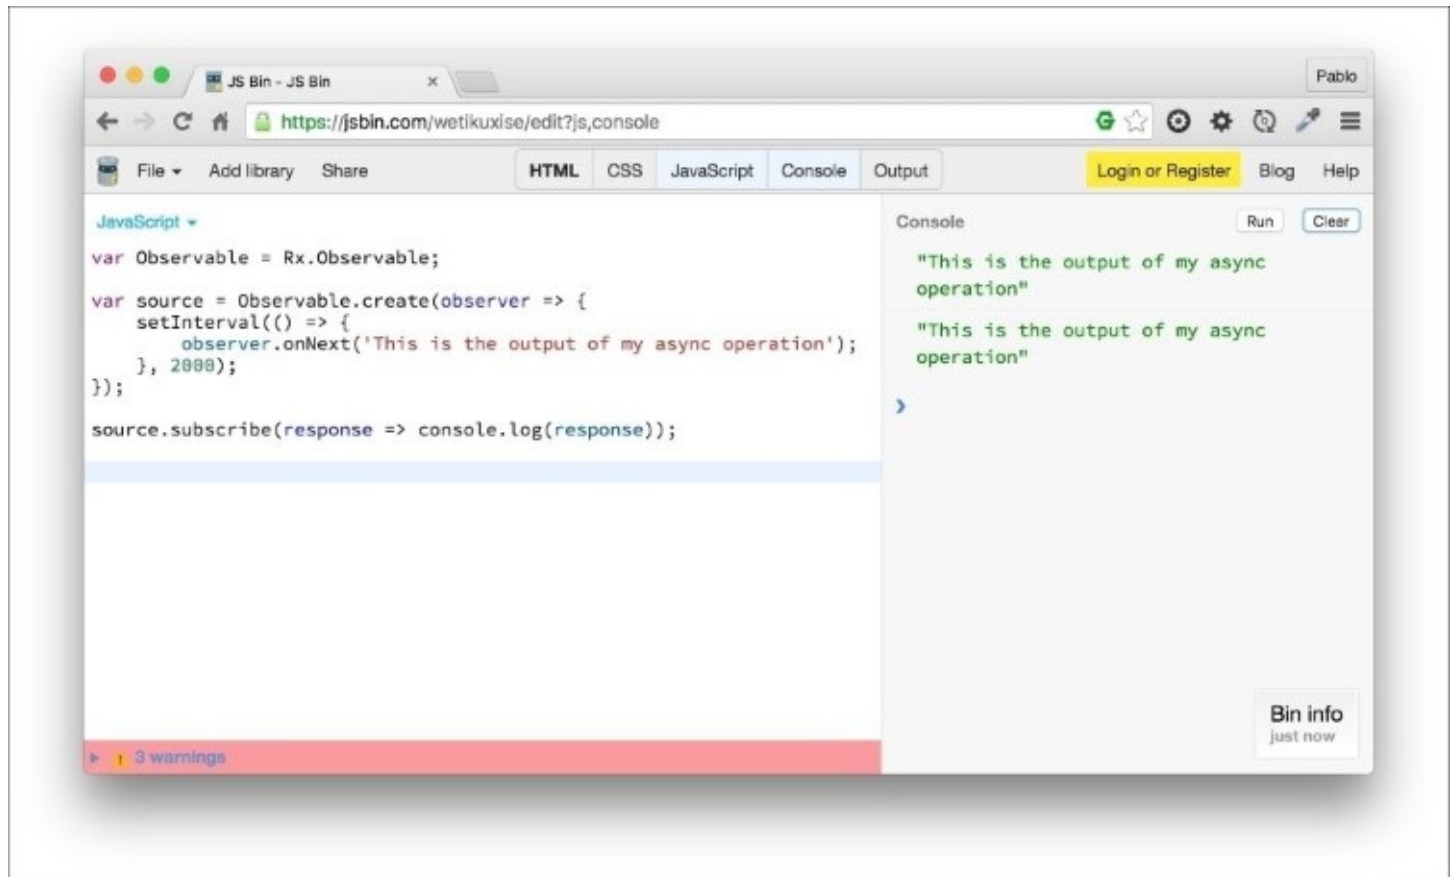 JS Bin - JS Bin
Pablo
https://jsbin.com/wetikuxise/edit?js,console
File Add library Share HTML CSS JavaScript Console Output Login or Register Blog Help
JavaScript
var Observable = Rx.Observable;
var source = Observable.create(observer => {
    setInterval(() => {
        observer.onNext('This is the output of my async operation');
    }, 2000);
});
source.subscribe(response => console.log(response));
3 warnings
Console Run Clear
"This is the output of my async
operation"
"This is the output of my async
operation"
Bin info
just now